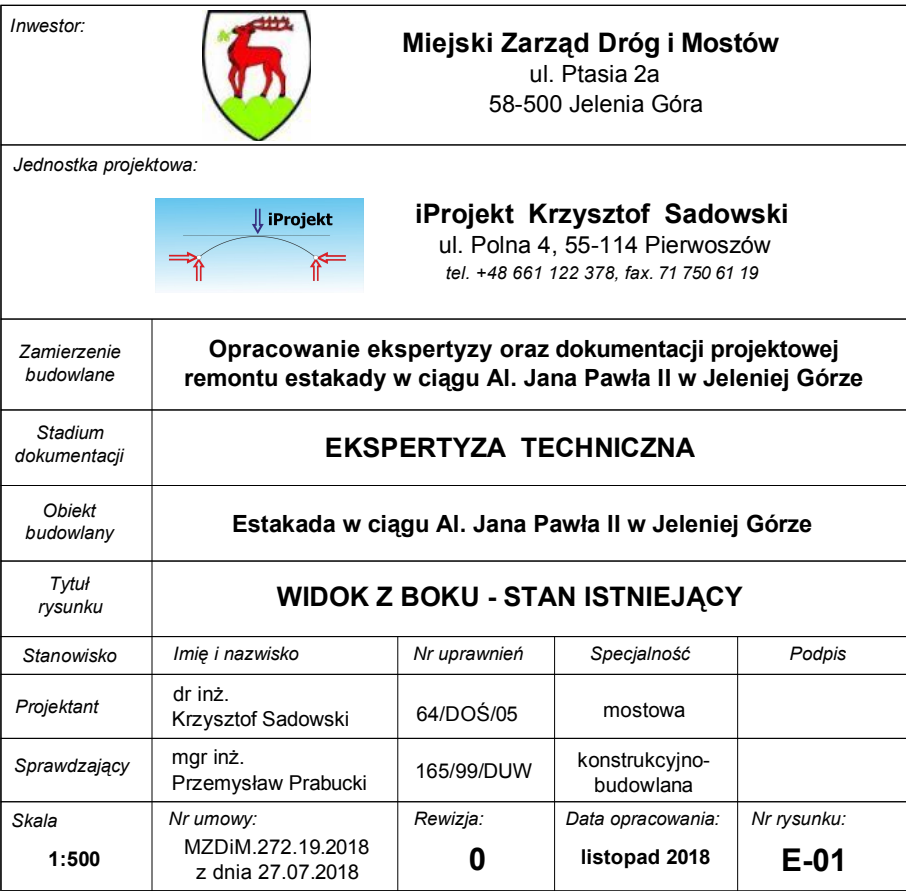 Inwestor:
Miejski Zarząd Dróg i Mostów
ul. Ptasia 2a
58-500 Jelenia Góra
Jednostka projektowa:
iProjekt
iProjekt Krzysztof Sadowski
ul. Polna 4, 55-114 Pierwoszów
tel. +48 661 122 378, fax. 71 750 61 19
Zamierzenie
budowlane
Opracowanie ekspertyzy oraz dokumentacji projektowej
remontu estakady w ciągu Al. Jana Pawła II w Jeleniej Górze
Stadium
dokumentacji
EKSPERTYZA TECHNICZNA
Obiekt
budowlany
Estakada w ciągu Al. Jana Pawła II w Jeleniej Górze
Tytuł
rysunku
WIDOK Z BOKU - STAN ISTNIEJĄCY
Stanowisko
Imię i nazwisko
Nr uprawnień
Specjalność
Podpis
Projektant
dr inż.
Krzysztof Sadowski
64/DOŚ/05
mostowa
Sprawdzający
mgr inż.
Przemysław Prabucki
165/99/DUW
konstrukcyjno-
budowlana
Skala
1:500
Nr umowy:
MZDiM.272.19.2018
z dnia 27.07.2018
Rewizja:
0
Data opracowania:
listopad 2018
Nr rysunku:
E-01